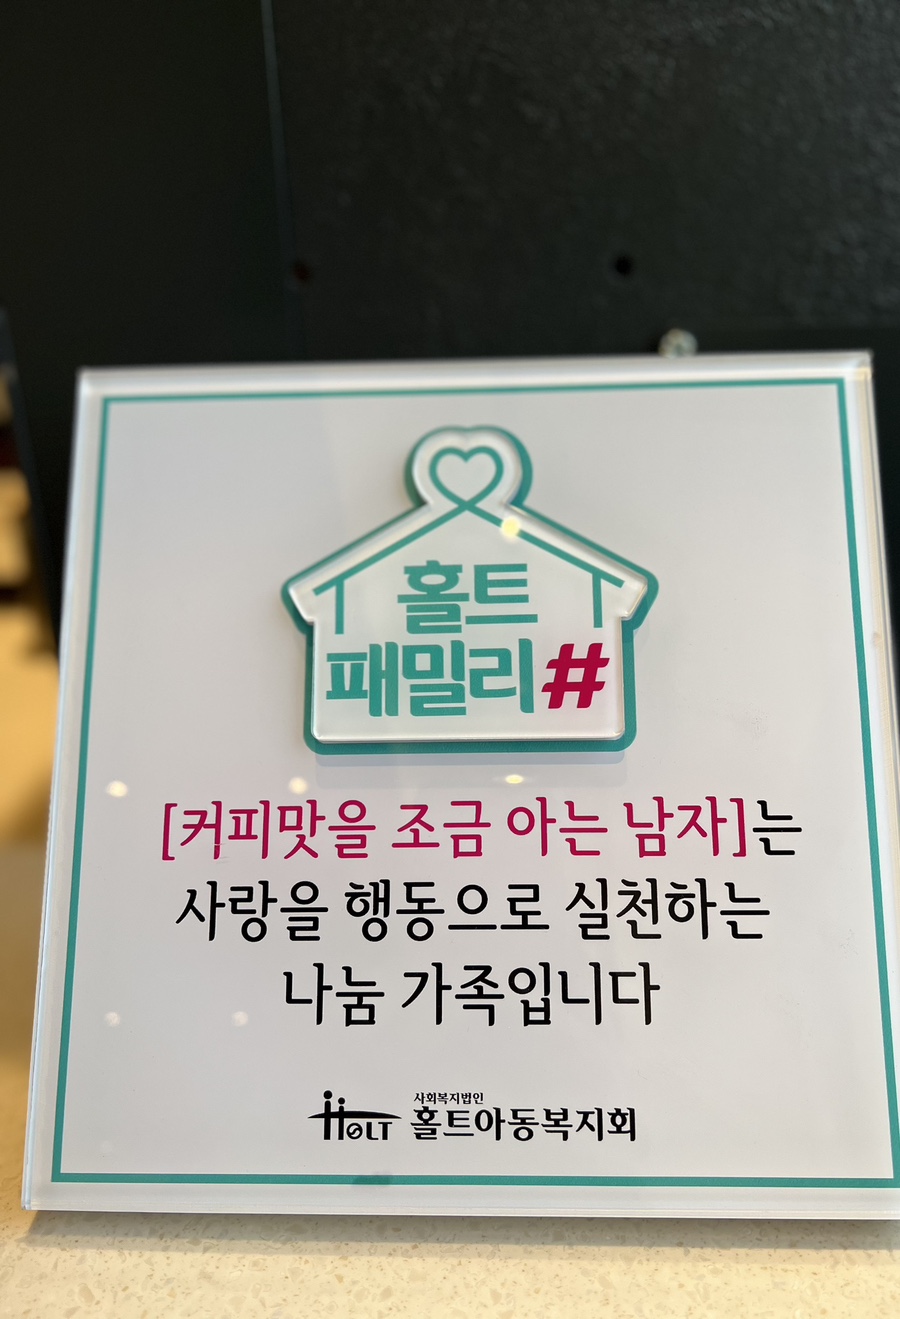 홀트
패밀리#
[커피맛을 조금 아는 남자]는
사랑을 행동으로 실천하는
나눔 가족입니다
사회복지법인
HOLT 홀트아동복지회